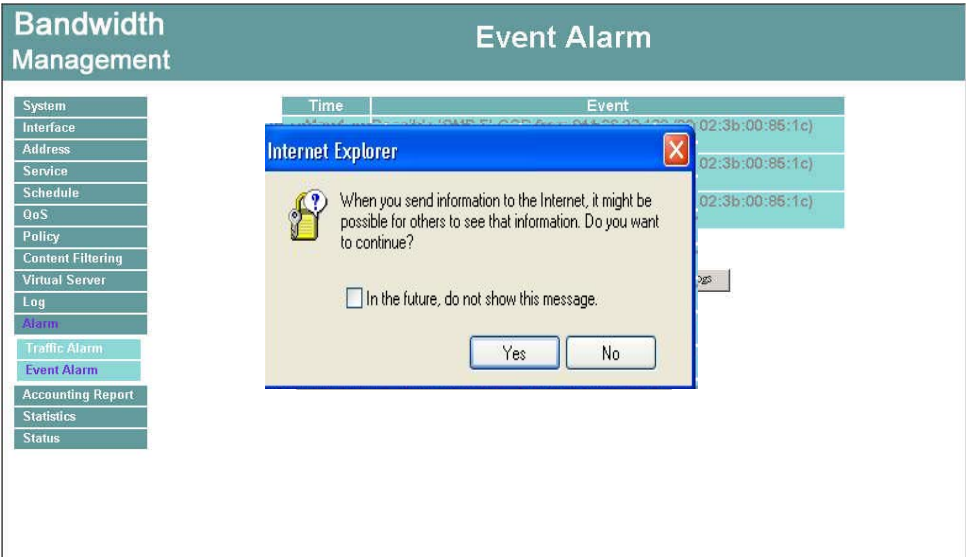 Bandwidth
Management
Event Alarm
System
Interface
Address
Service
Schedule
QoS
Policy
Content Filtering
Virtual Server
Log
Alarm
Traffic Alarm
Event Alarm
Accounting Report
Statistics
Status
Time Event
02:3b:00:85:1c)
02:3b:00:85:1c)
02:3b:00:85:1c)
Internet Explorer
When you send information to the Internet, it might be
possible for others to see that information. Do you want
to continue?
In the future, do not show this message.
Yes No